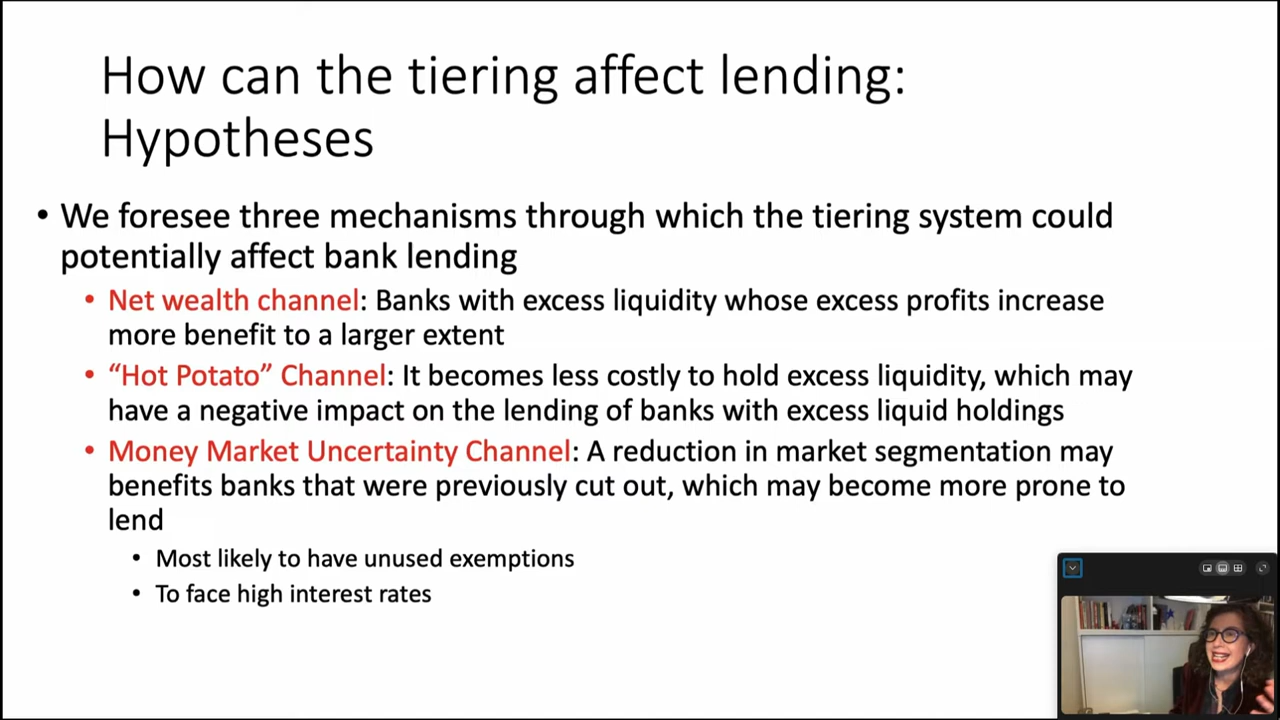 How can the tiering affect lending:
Hypotheses
• We foresee three mechanisms through which the tiering system could
potentially affect bank lending
• Net wealth channel: Banks with excess liquidity whose excess profits increase
more benefit to a larger extent
• “Hot Potato” Channel: It becomes less costly to hold excess liquidity, which may
have a negative impact on the lending of banks with excess liquid holdings
• Money Market Uncertainty Channel: A reduction in market segmentation may
benefits banks that were previously cut out, which may become more prone to
lend
• Most likely to have unused exemptions
• To face high interest rates